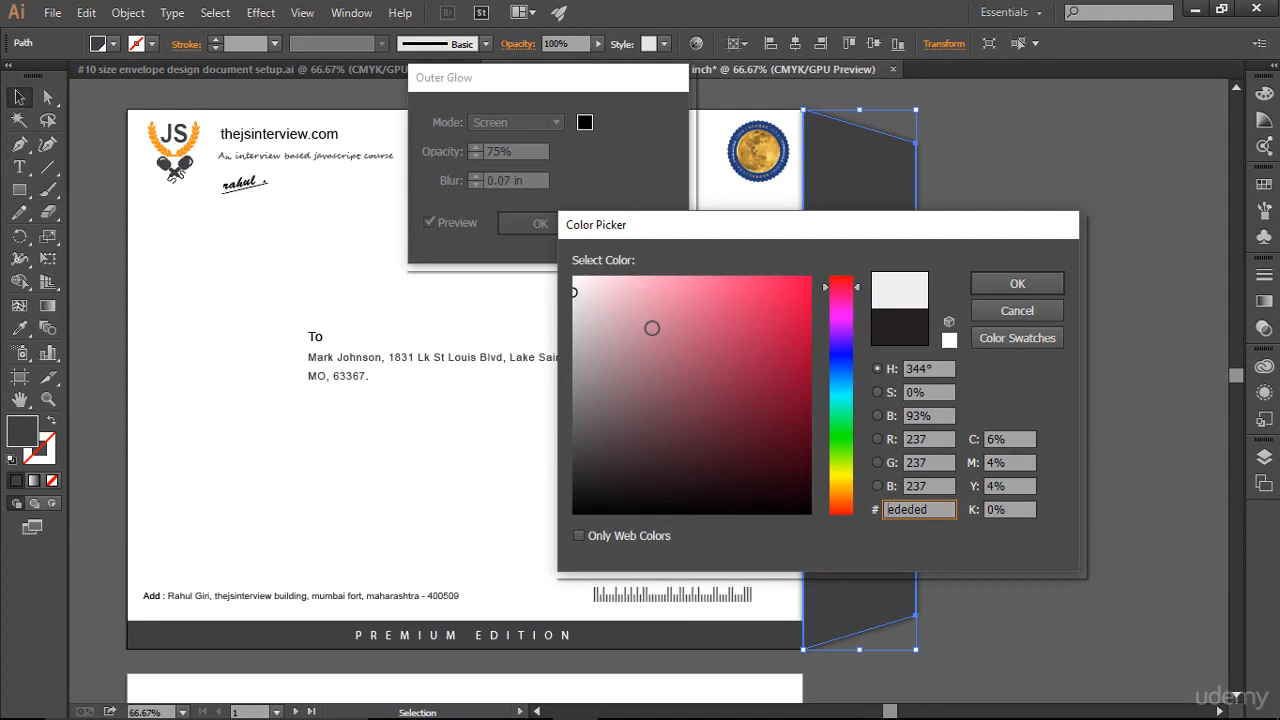 Ai File Edit Object Type Select Effect View Window Help Br St Essentials
Path Stroke: Basic Opacity: 100% Style: Transform
#10 size envelope design document setup.ai @ 66.67% (CMYK/G inch* @ 66.67% (CMYK/GPU Preview) ×
Outer Glow
Mode: Screen
Opacity: 75%
Blur: 0.07 in
Preview OK
JS
thejsinterview.com
An interview based javascript course
rahul .
Color Picker
Select Color:
OK
Cancel
Color Swatches
H: 344°
S: 0%
B: 93%
R: 237 C: 6%
G: 237 M: 4%
B: 237 Y: 4%
# ededed K: 0%
Only Web Colors
To
Mark Johnson, 1831 Lk St Louis Blvd, Lake Sai
MO, 63367.
Add : Rahul Giri, thejsinterview building, mumbai fort, maharashtra - 400509
PREMIUM EDITION
66.67% 1 Selection
udemy